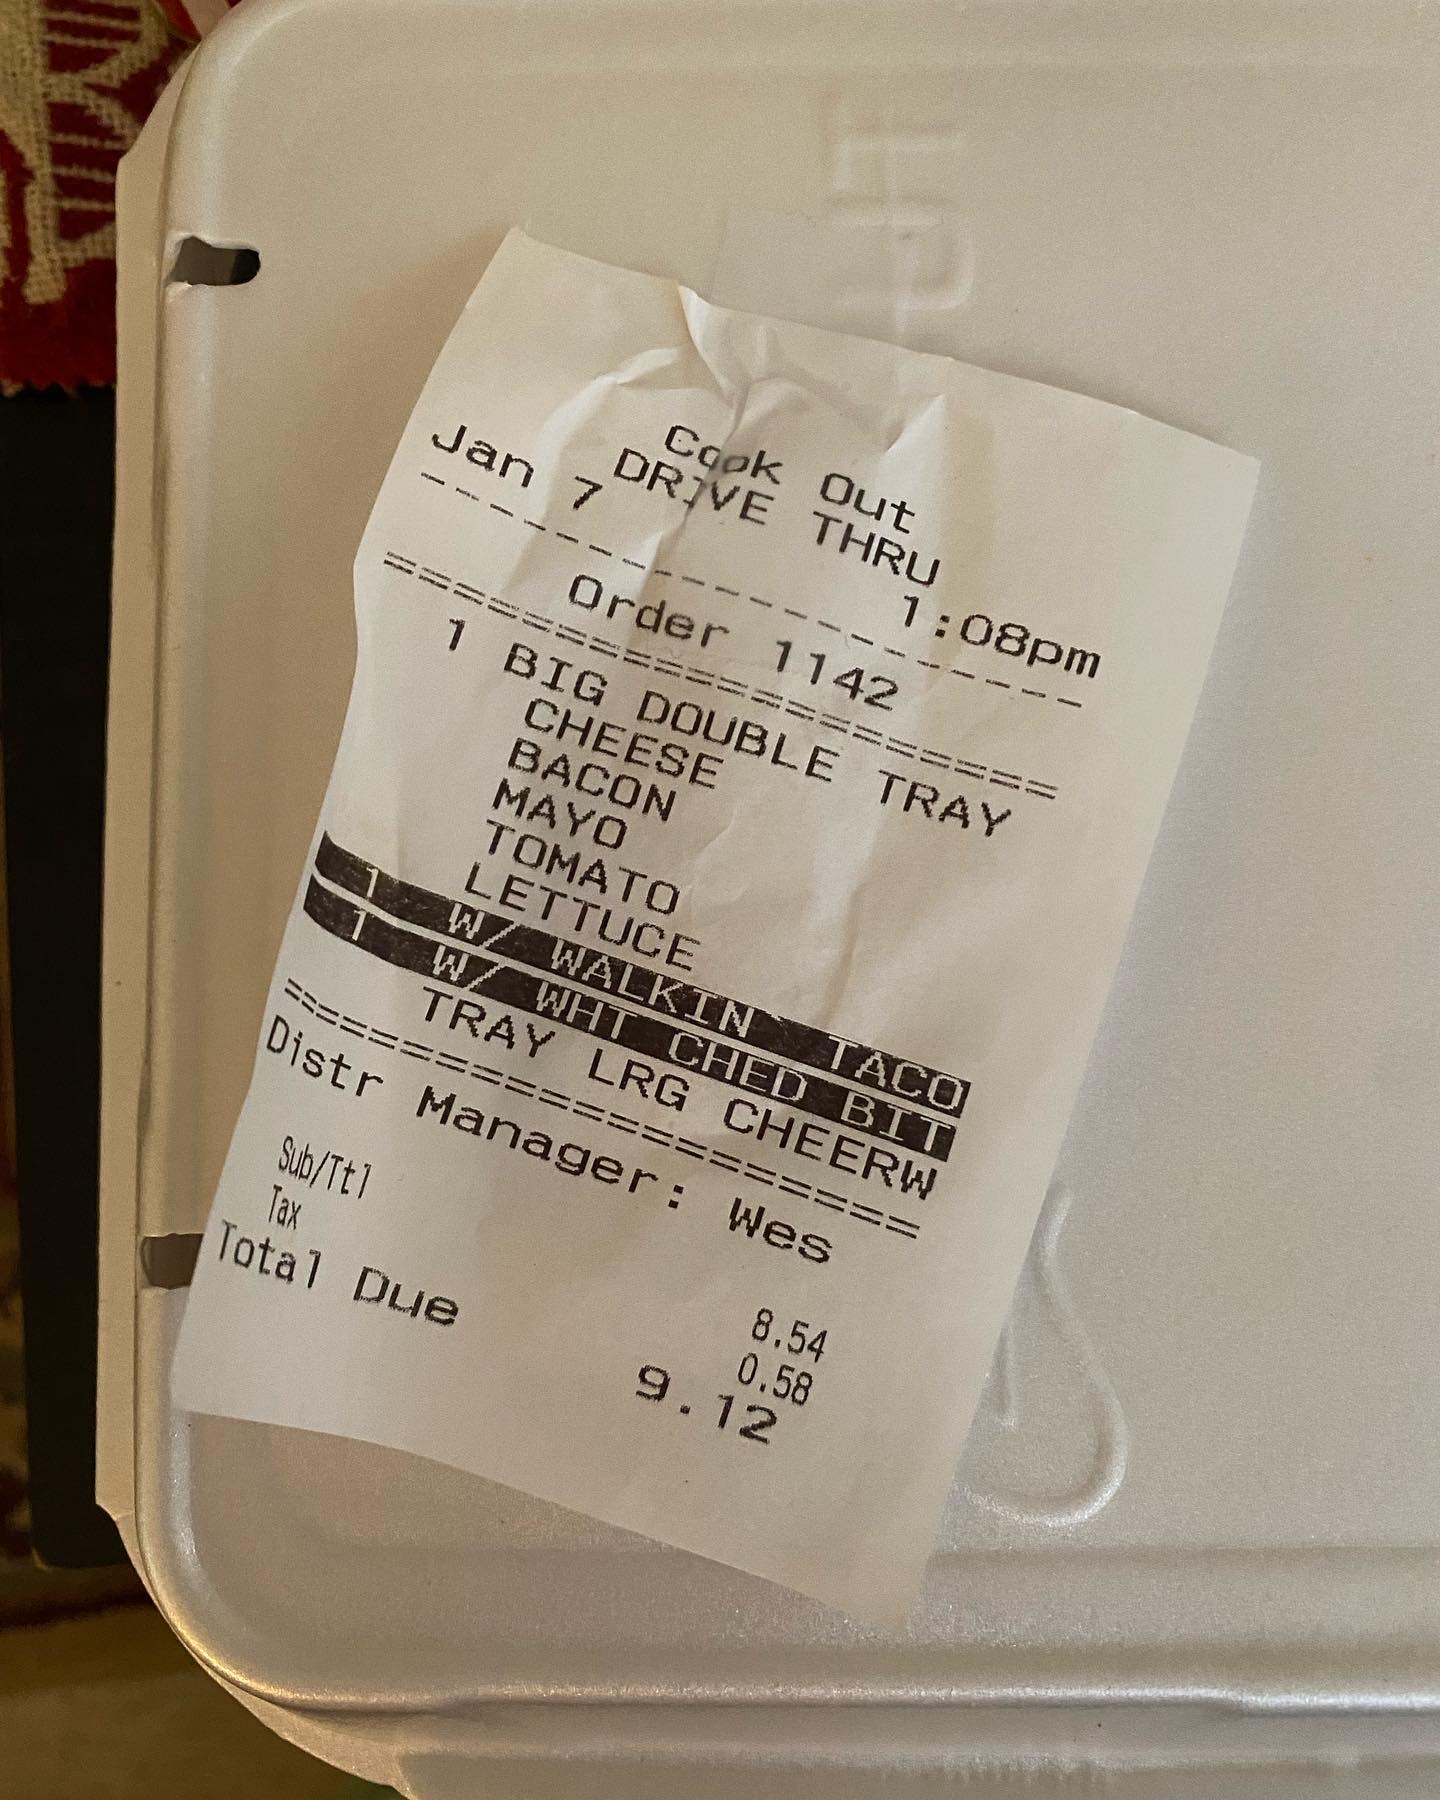 Cook Out
DRIVE THRU
Jan 7 1:08pm
Order 1142
1 BIG DOUBLE TRAY
CHEESE
BACON
MAYO
TOMATO
LETTUCE
1 W/ WALKIN TACO
1 W/ WHT CHED BIT
TRAY LRG CHEERW
Distr Manager: Wes
Sub/Ttl 8.54
Tax 0.58
Total Due 9.12